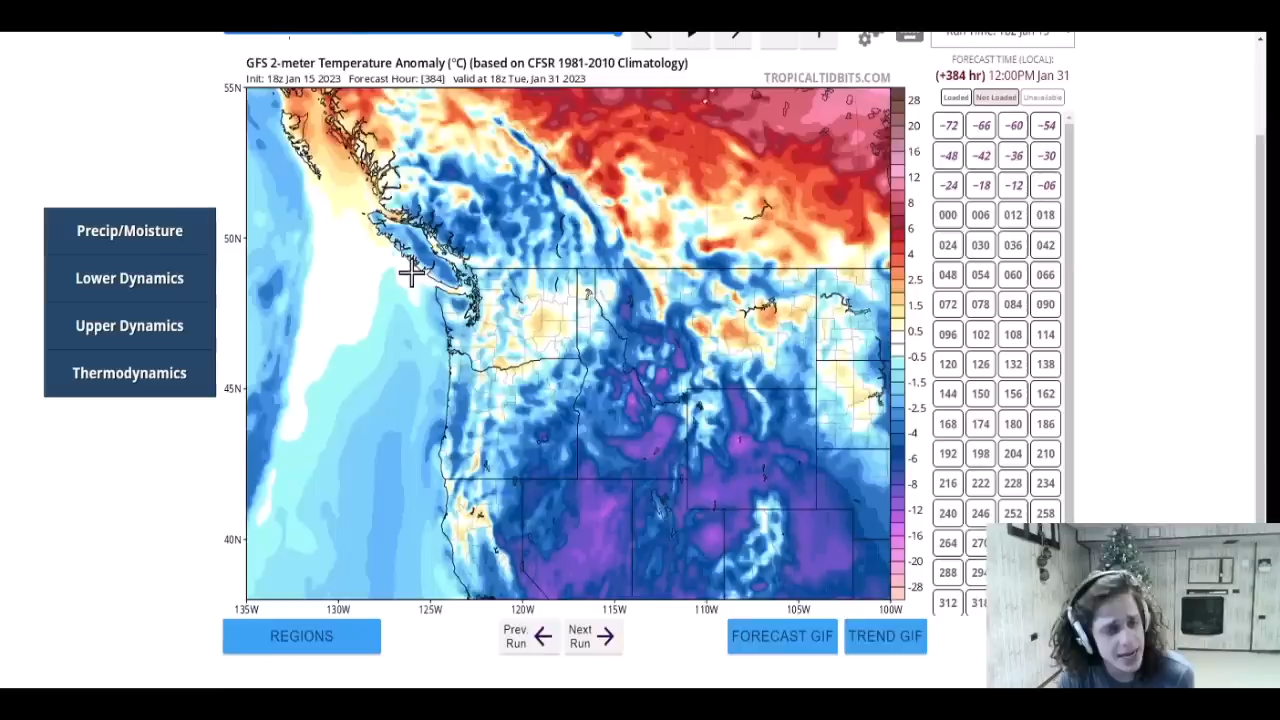 GFS 2-meter Temperature Anomaly (°C) (based on CFSR 1981-2010 Climatology)
Init: 18z Jan 15 2023 Forecast Hour: [384] valid at 18z Tue, Jan 31 2023
TROPICALTIDBITS.COM
FORECAST TIME (LOCAL):
(+384 hr) 12:00PM Jan 31
Loaded Not Loaded Unavailable
Precip/Moisture
Lower Dynamics
Upper Dynamics
Thermodynamics
55N
50N
45N
40N
135W 130W 125W 120W 115W 110W 105W 100W
28
20
16
12
8
6
4
2.5
1.5
0.5
-0.5
-1.5
-2.5
-4
-6
-8
-12
-16
-20
-28
-72 -66 -60 -54
-48 -42 -36 -30
-24 -18 -12 -06
000 006 012 018
024 030 036 042
048 054 060 066
072 078 084 090
096 102 108 114
120 126 132 138
144 150 156 162
168 174 180 186
192 198 204 210
216 222 228 234
240 246 252 258
264
288
312
REGIONS
Prev. Run
Next Run
FORECAST GIF
TREND GIF